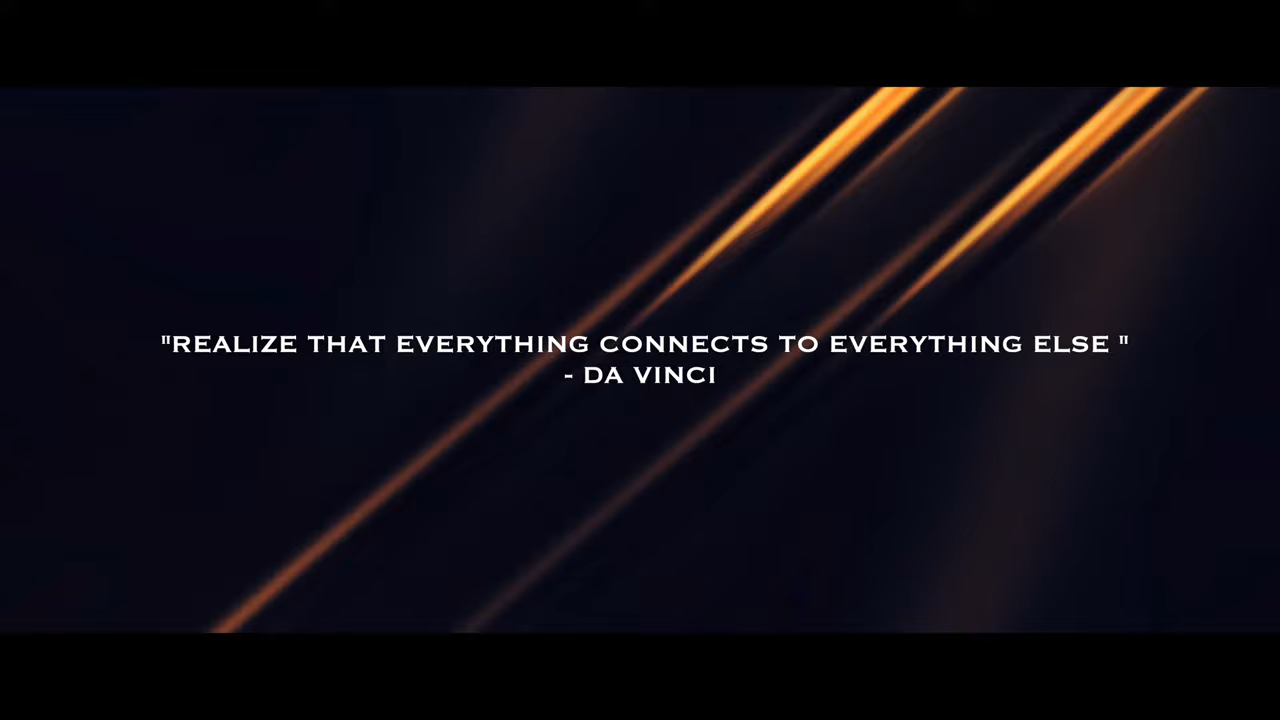 "REALIZE THAT EVERYTHING CONNECTS TO EVERYTHING ELSE "
- DA VINCI